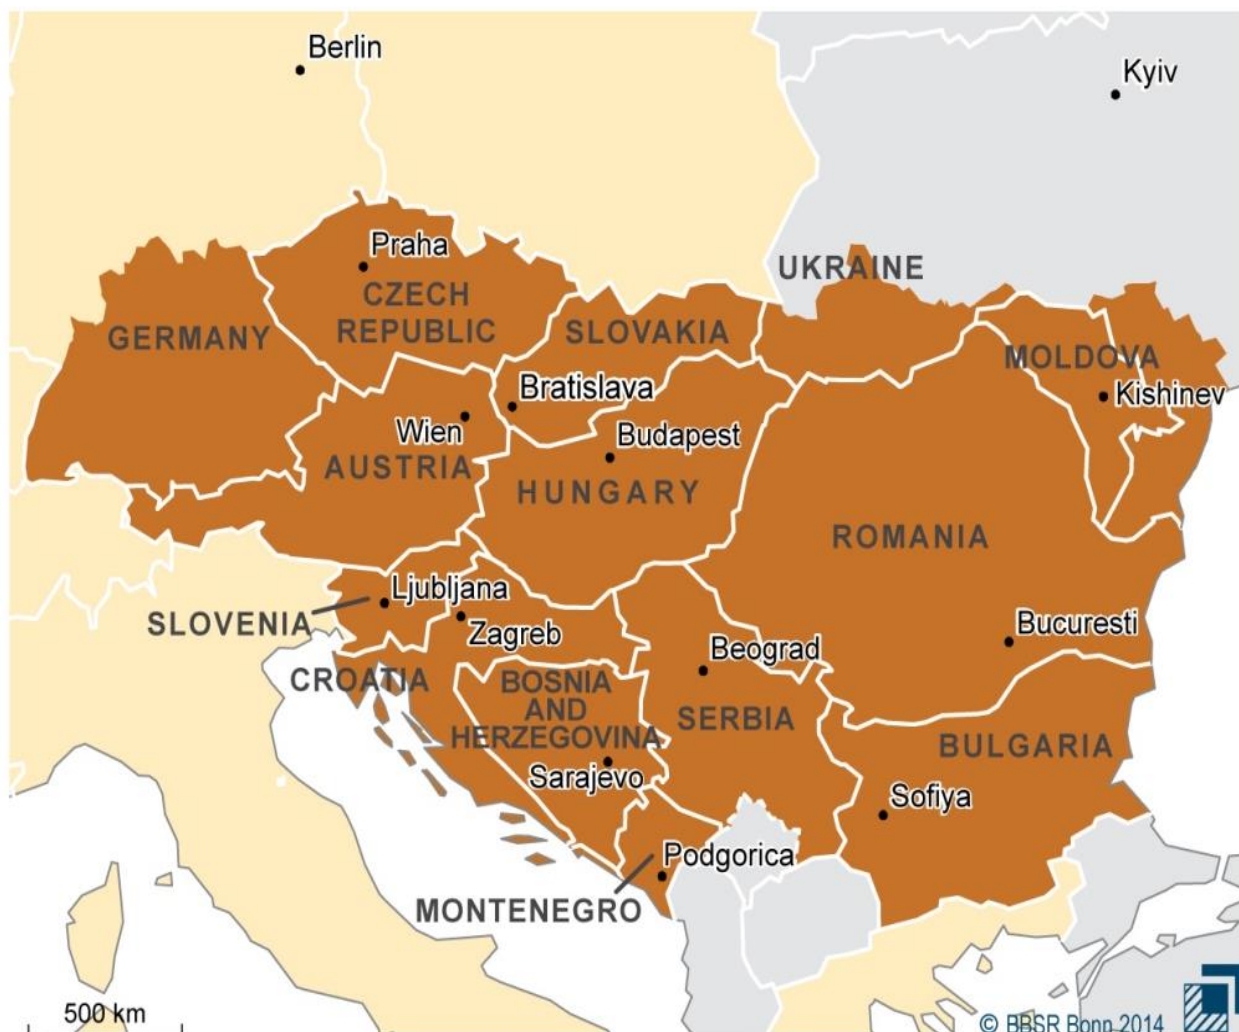 Berlin
Kyiv
Praha
UKRAINE
CZECH
REPUBLIC
GERMANY
SLOVAKIA
MOLDOVA
Bratislava
Kishinev
Wien
Budapest
AUSTRIA
HUNGARY
ROMANIA
Ljubljana
SLOVENIA
Zagreb
Bucuresti
Beograd
CROATIA
BOSNIA
AND
HERZEGOVINA
SERBIA
BULGARIA
Sarajevo
Sofiya
Podgorica
MONTENEGRO
500 km
© BBSR Bonn 2014